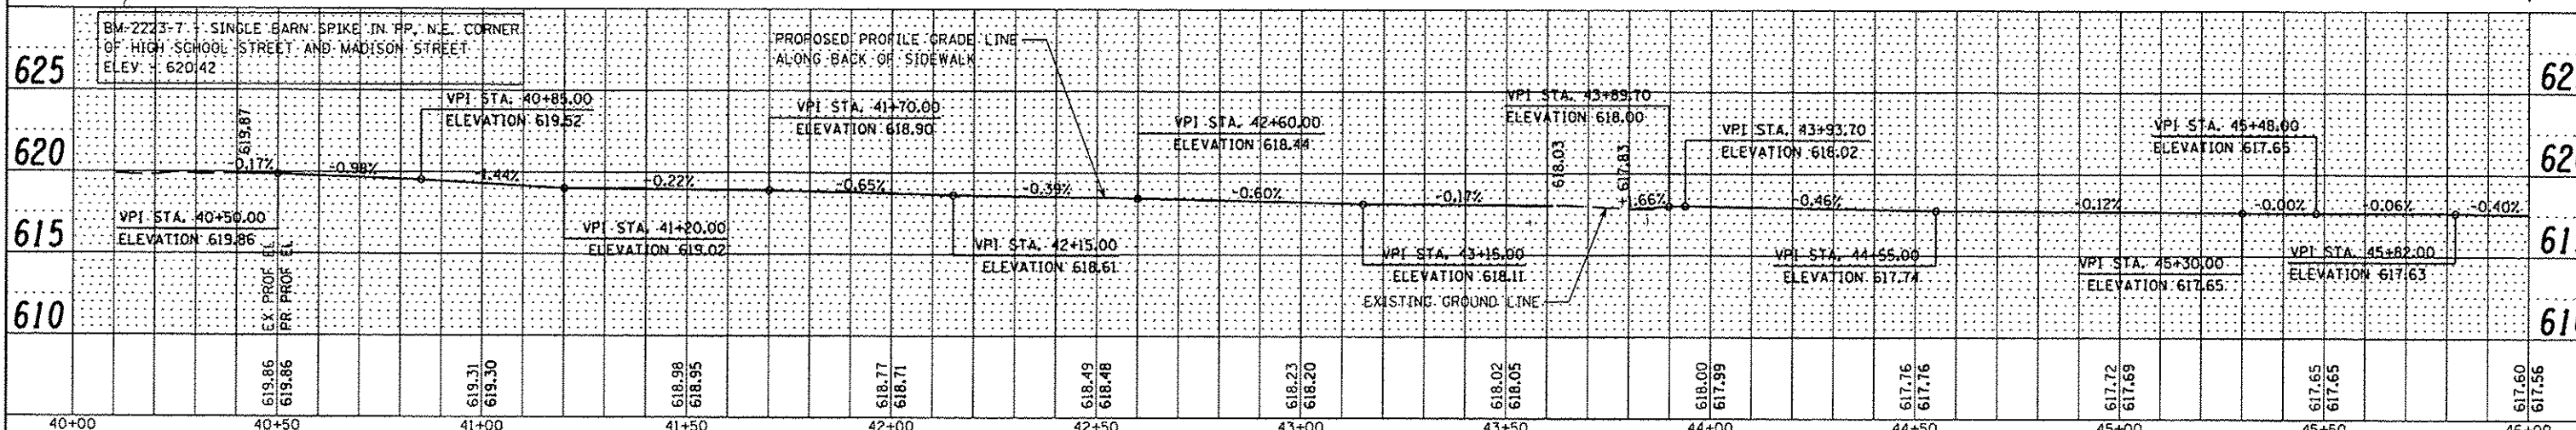 BM-2223-7 - SINGLE BARN SPIKE IN PP, N.E. CORNER
OF HIGH SCHOOL STREET AND MADISON STREET
ELEV. - 620.42
PROPOSED PROFILE GRADE LINE
ALONG BACK OF SIDEWALK
625
62
VPI STA. 40+85.00
ELEVATION 619.52
VPI STA. 41+70.00
ELEVATION 618.90
VPI STA. 42+60.00
ELEVATION 618.44
VPI STA. 43+89.70
ELEVATION 618.00
VPI STA. 43+93.70
ELEVATION 618.02
VPI STA. 45+48.00
ELEVATION 617.65
619.87
618.03
617.83
620
62
-0.17%
-0.98%
-1.44%
-0.22%
-0.65%
-0.39%
-0.60%
-0.17%
+1.66%
-0.46%
-0.12%
-0.00%
-0.06%
-0.40%
VPI STA. 40+50.00
ELEVATION 619.86
VPI STA. 41+20.00
ELEVATION 619.02
VPI STA. 42+15.00
ELEVATION 618.61
VPI STA. 43+15.00
ELEVATION 618.11
VPI STA. 44+55.00
ELEVATION 617.74
VPI STA. 45+30.00
ELEVATION 617.65
VPI STA. 45+82.00
ELEVATION 617.63
615
61
EXISTING GROUND LINE
EX PROF EL
PR PROF EL
610
61
619.86
619.86
619.31
619.30
618.98
618.95
618.77
618.71
618.49
618.48
618.23
618.20
618.02
618.05
618.00
617.99
617.76
617.76
617.72
617.69
617.65
617.65
617.60
617.56
40+00
40+50
41+00
41+50
42+00
42+50
43+00
43+50
44+00
44+50
45+00
45+50
46+00